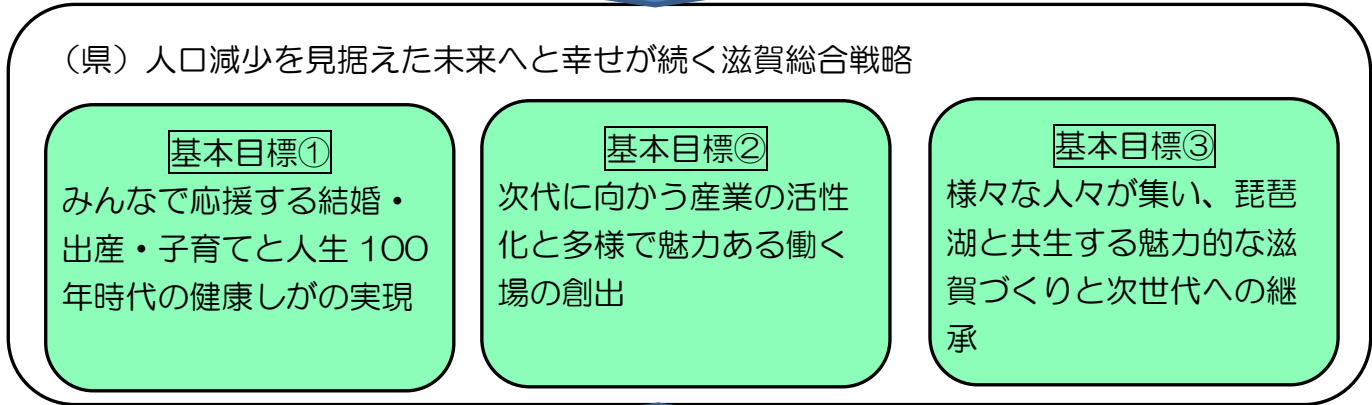 （県）人口減少を見据えた未来へと幸せが続く滋賀総合戦略
基本目標①
みんなで応援する結婚・
出産・子育てと人生 100
年時代の健康しがの実現
基本目標②
次代に向かう産業の活性
化と多様で魅力ある働く
場の創出
基本目標③
様々な人々が集い、琵琶
湖と共生する魅力的な滋
賀づくりと次世代への継
承